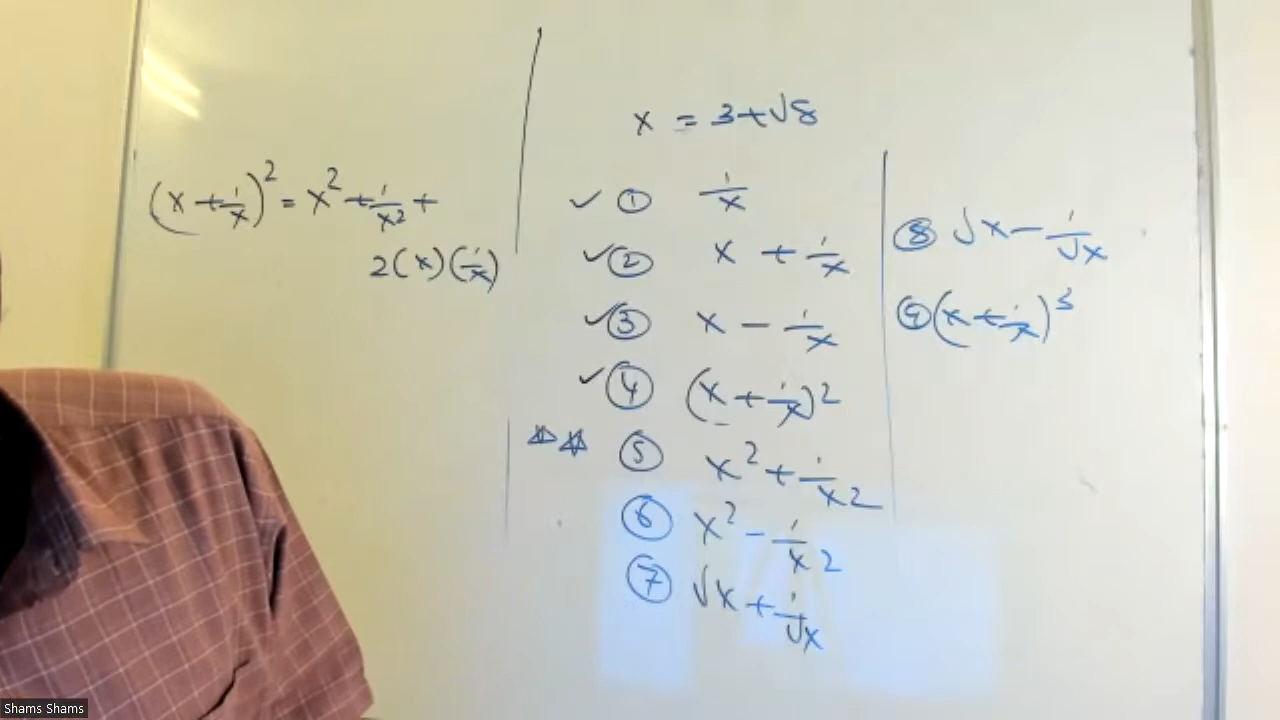 (x + 1/x)² = x² + 1/x² +
2(x)(1/x)
x = 3+√8
✓ ① 1/x
✓ ② x + 1/x
✓ ③ x - 1/x
✓ ④ (x + 1/x)²
⑤ x² + 1/x²
⑥ x² - 1/x²
⑦ √x + 1/√x
⑧ √x - 1/√x
⑨ (x + 1/x)³
Shams Shams